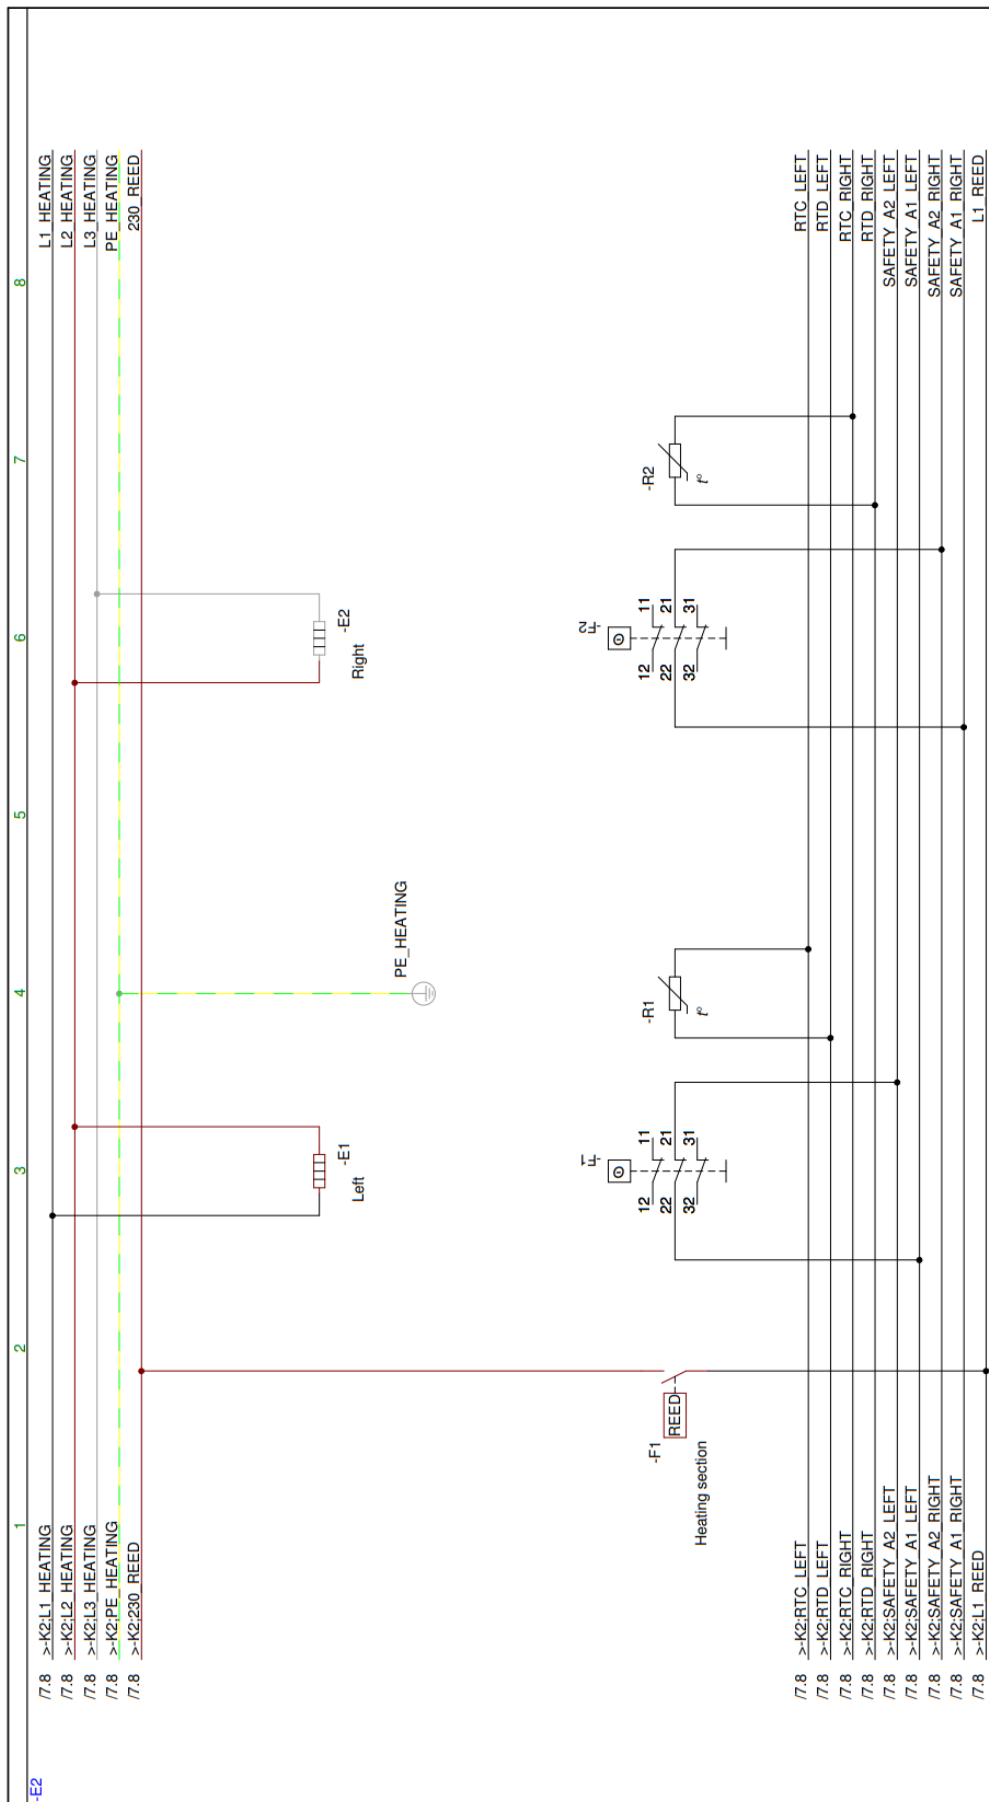 -E2
1
2
3
4
5
6
7
8
/7.8 >-K2;L1_HEATING
L1_HEATING
/7.8 >-K2;L2_HEATING
L2_HEATING
/7.8 >-K2;L3_HEATING
L3_HEATING
/7.8 >-K2;PE_HEATING
PE_HEATING
/7.8 >-K2;230_REED
230_REED
-E1
Left
PE_HEATING
-E2
Right
-F1
REED
Heating section
-F1
12
11
22
21
32
31
-R1
t°
-F2
12
11
22
21
32
31
-R2
t°
/7.8 >-K2;RTC_LEFT
RTC_LEFT
/7.8 >-K2;RTD_LEFT
RTD_LEFT
/7.8 >-K2;RTC_RIGHT
RTC_RIGHT
/7.8 >-K2;RTD_RIGHT
RTD_RIGHT
/7.8 >-K2;SAFETY_A2_LEFT
SAFETY_A2_LEFT
/7.8 >-K2;SAFETY_A1_LEFT
SAFETY_A1_LEFT
/7.8 >-K2;SAFETY_A2_RIGHT
SAFETY_A2_RIGHT
/7.8 >-K2;SAFETY_A1_RIGHT
SAFETY_A1_RIGHT
/7.8 >-K2;L1_REED
L1_REED